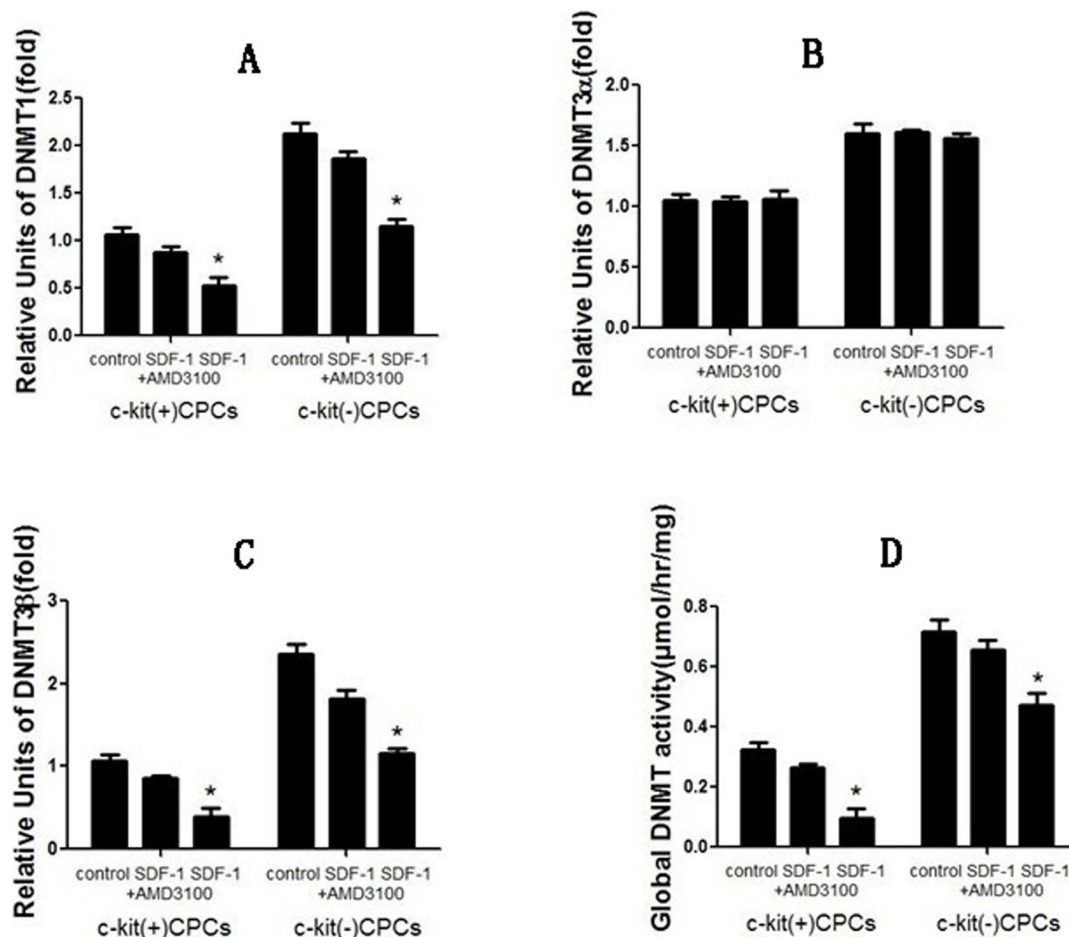 A
Relative Units of DNMT1(fold)
2.5
2.0
1.5
1.0
0.5
0.0
*
*
control SDF-1 SDF-1
+AMD3100
control SDF-1 SDF-1
+AMD3100
c-kit(+)CPCs
c-kit(-)CPCs
B
Relative Units of DNMT3α(fold)
2.0
1.5
1.0
0.5
0.0
control SDF-1 SDF-1
+AMD3100
control SDF-1 SDF-1
+AMD3100
c-kit(+)CPCs
c-kit(-)CPCs
C
Relative Units of DNMT3β(fold)
3
2
1
0
*
*
control SDF-1 SDF-1
+AMD3100
control SDF-1 SDF-1
+AMD3100
c-kit(+)CPCs
c-kit(-)CPCs
D
Global DNMT activity(μmol/hr/mg)
0.8
0.6
0.4
0.2
0.0
*
*
control SDF-1 SDF-1
+AMD3100
control SDF-1 SDF-1
+AMD3100
c-kit(+)CPCs
c-kit(-)CPCs